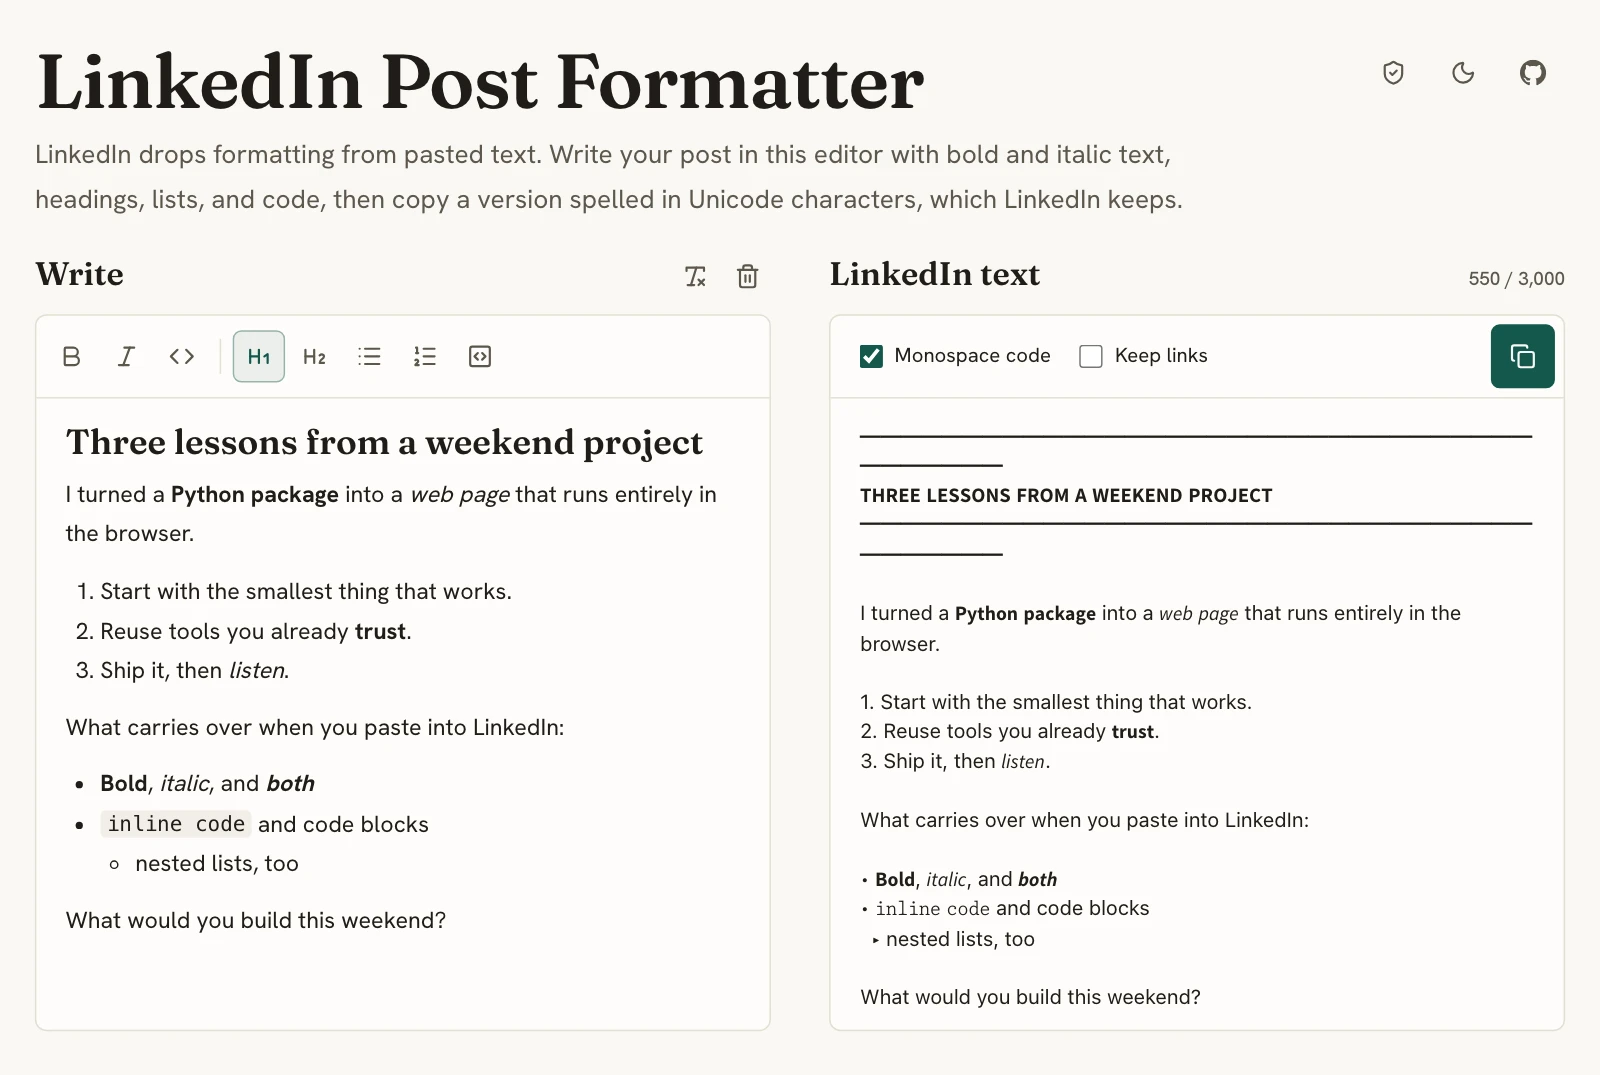 LinkedIn Post Formatter
LinkedIn drops formatting from pasted text. Write your post in this editor with bold and italic text,
headings, lists, and code, then copy a version spelled in Unicode characters, which LinkedIn keeps.
Write
H1
H2
Three lessons from a weekend project
I turned a Python package into a web page that runs entirely in
the browser.
1. Start with the smallest thing that works.
2. Reuse tools you already trust.
3. Ship it, then listen.
What carries over when you paste into LinkedIn:
• Bold, italic, and both
• inline code and code blocks
◦ nested lists, too
What would you build this weekend?
LinkedIn text
550 / 3,000
Monospace code
Keep links
THREE LESSONS FROM A WEEKEND PROJECT
I turned a Python package into a web page that runs entirely in the
browser.
1. Start with the smallest thing that works.
2. Reuse tools you already trust.
3. Ship it, then listen.
What carries over when you paste into LinkedIn:
• Bold, italic, and both
• inline code and code blocks
▸ nested lists, too
What would you build this weekend?